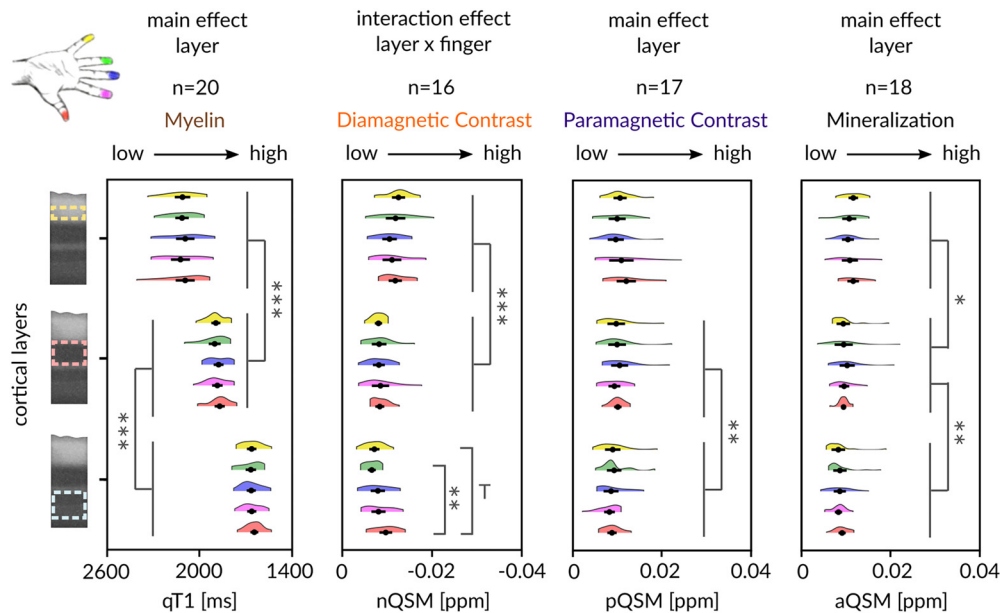 main effect
layer
n=20
Myelin
low high
interaction effect
layer x finger
n=16
Diamagnetic Contrast
low high
main effect
layer
n=17
Paramagnetic Contrast
low high
main effect
layer
n=18
Mineralization
low high
cortical layers
***
***
***
**
T
**
*
**
2600 2000 1400
qT1 [ms]
0 -0.02 -0.04
nQSM [ppm]
0 0.02 0.04
pQSM [ppm]
0 0.02 0.04
aQSM [ppm]